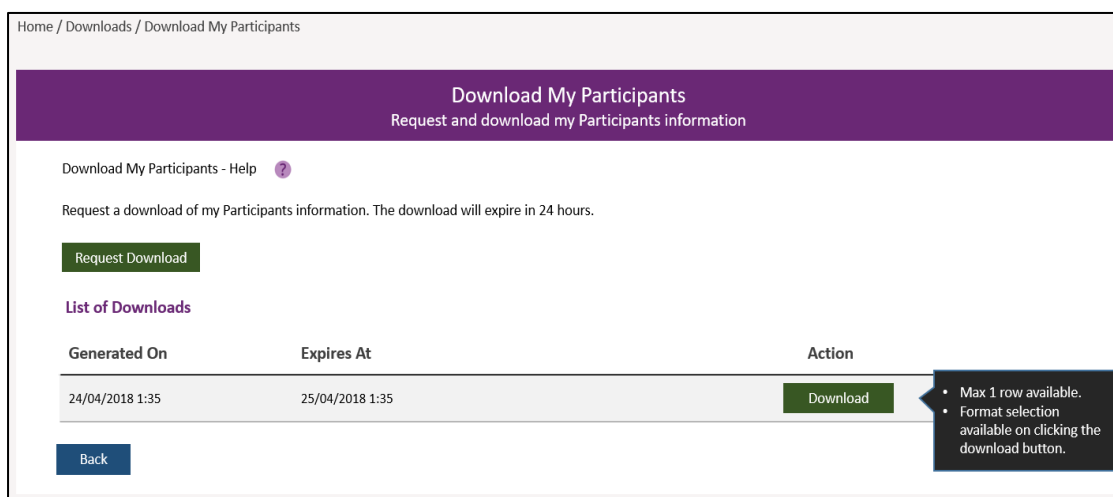 Home / Downloads / Download My Participants
Download My Participants
Request and download my Participants information
Download My Participants - Help ?
Request a download of my Participants information. The download will expire in 24 hours.
Request Download
List of Downloads
Generated On Expires At Action
24/04/2018 1:35 25/04/2018 1:35 Download
• Max 1 row available.
• Format selection
available on clicking the
download button.
Back